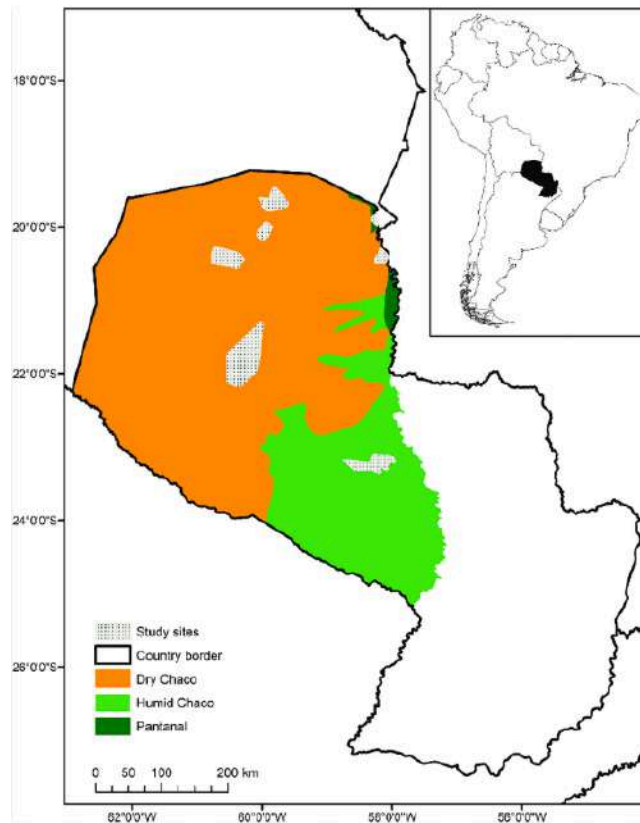 18°0'0"S
20°0'0"S
22°0'0"S
24°0'0"S
26°0'0"S
Study sites
Country border
Dry Chaco
Humid Chaco
Pantanal
0 50 100 200 km
62°0'0"W 60°0'0"W 58°0'0"W 56°0'0"W